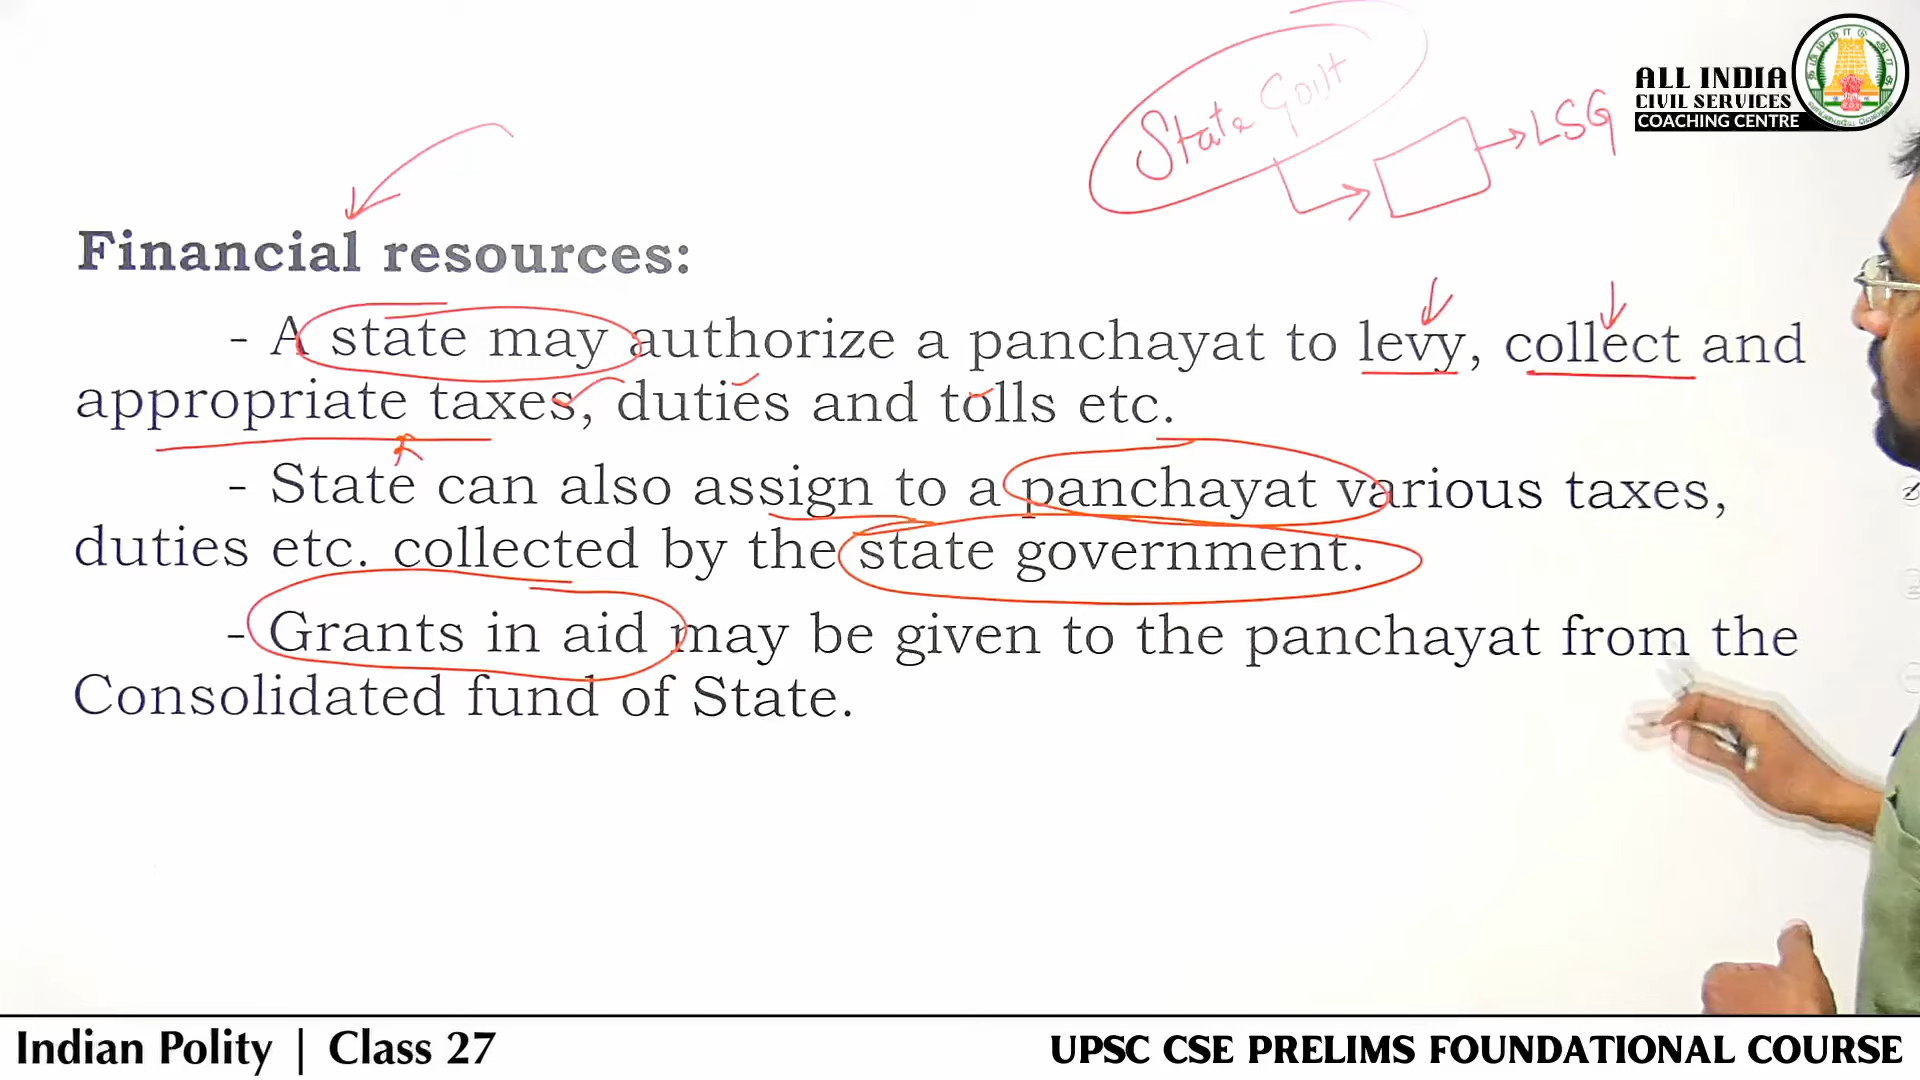 State Govt
LSG
ALL INDIA
CIVIL SERVICES
COACHING CENTRE
Financial resources:
- A state may authorize a panchayat to levy, collect and
appropriate taxes, duties and tolls etc.
- State can also assign to a panchayat various taxes,
duties etc. collected by the state government.
- Grants in aid may be given to the panchayat from the
Consolidated fund of State.
Indian Polity | Class 27
UPSC CSE PRELIMS FOUNDATIONAL COURSE